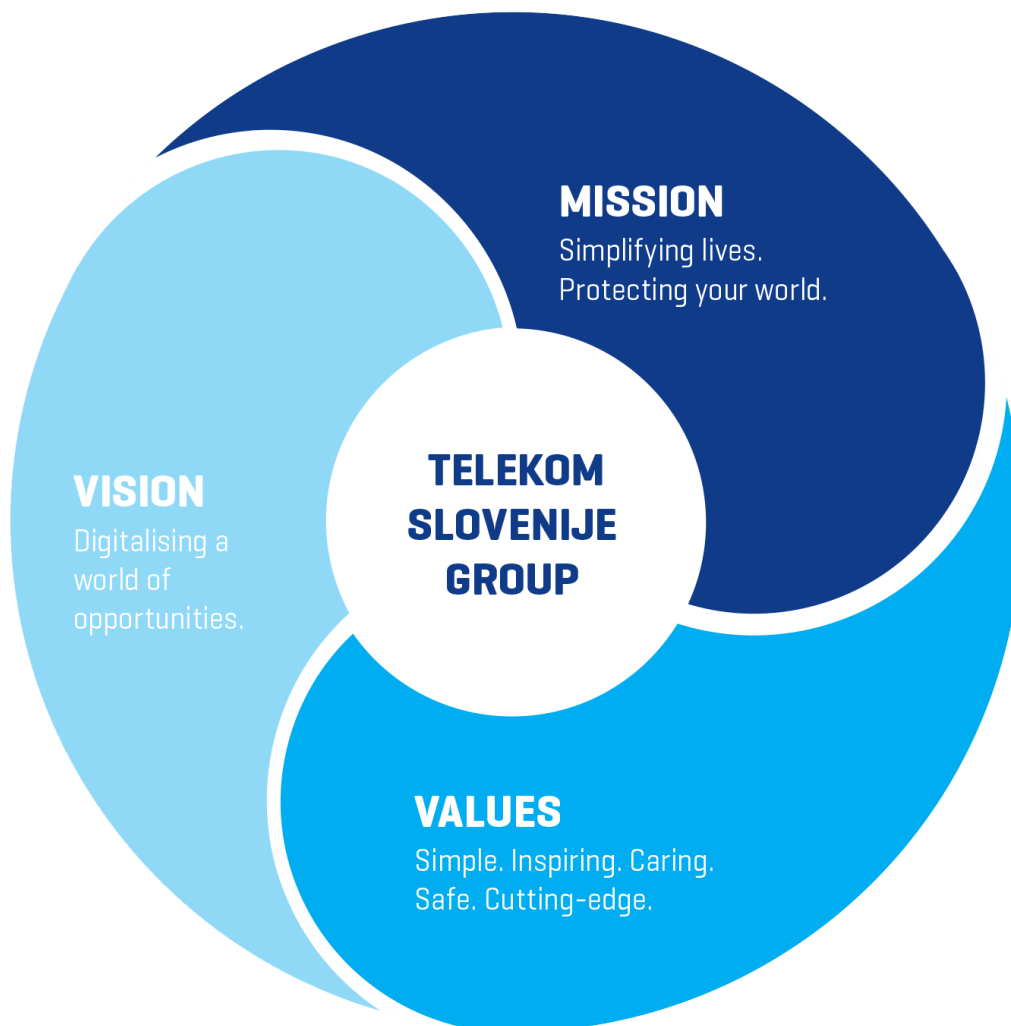 MISSION
Simplifying lives.
Protecting your world.
TELEKOM
SLOVENIJE
GROUP
VISION
Digitalising a
world of
opportunities.
VALUES
Simple. Inspiring. Caring.
Safe. Cutting-edge.